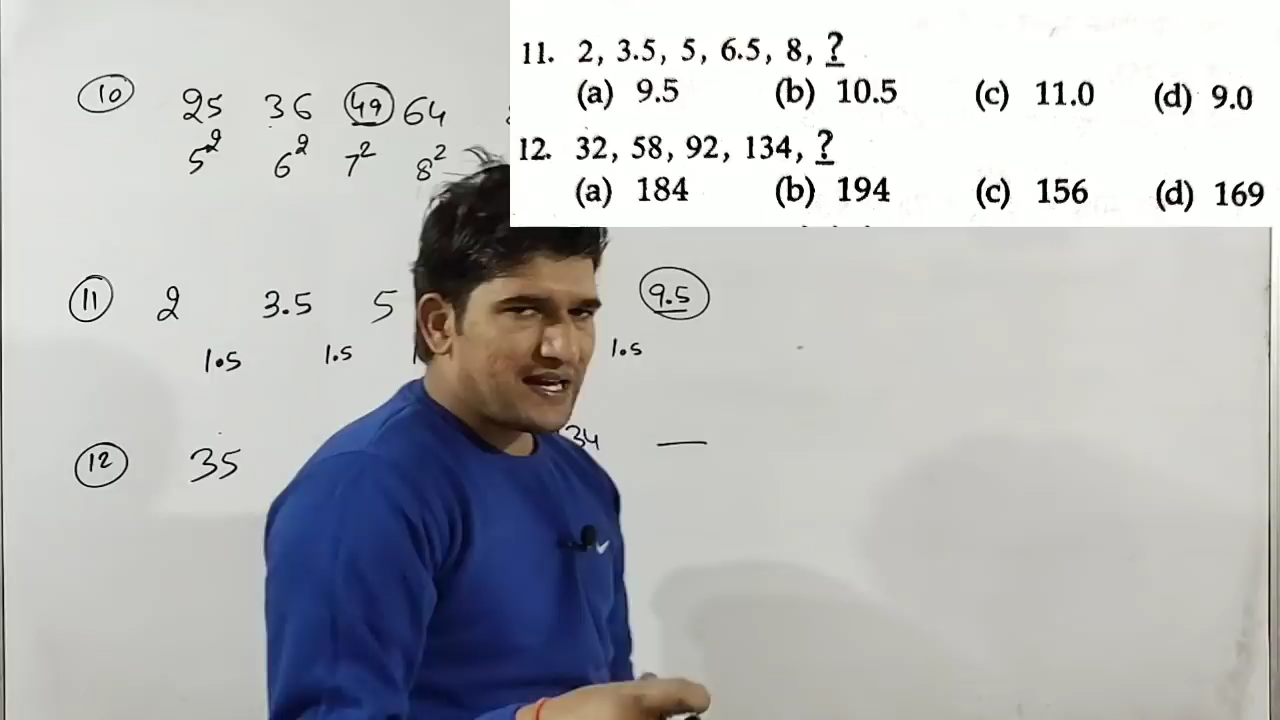 11. 2, 3.5, 5, 6.5, 8, ?
(a) 9.5 (b) 10.5 (c) 11.0 (d) 9.0
12. 32, 58, 92, 134, ?
(a) 184 (b) 194 (c) 156 (d) 169
10 25 36 49 64
5² 6² 7² 8²
11 2 3.5 5 9.5
1.5 1.5 1.5
12 35 34 —